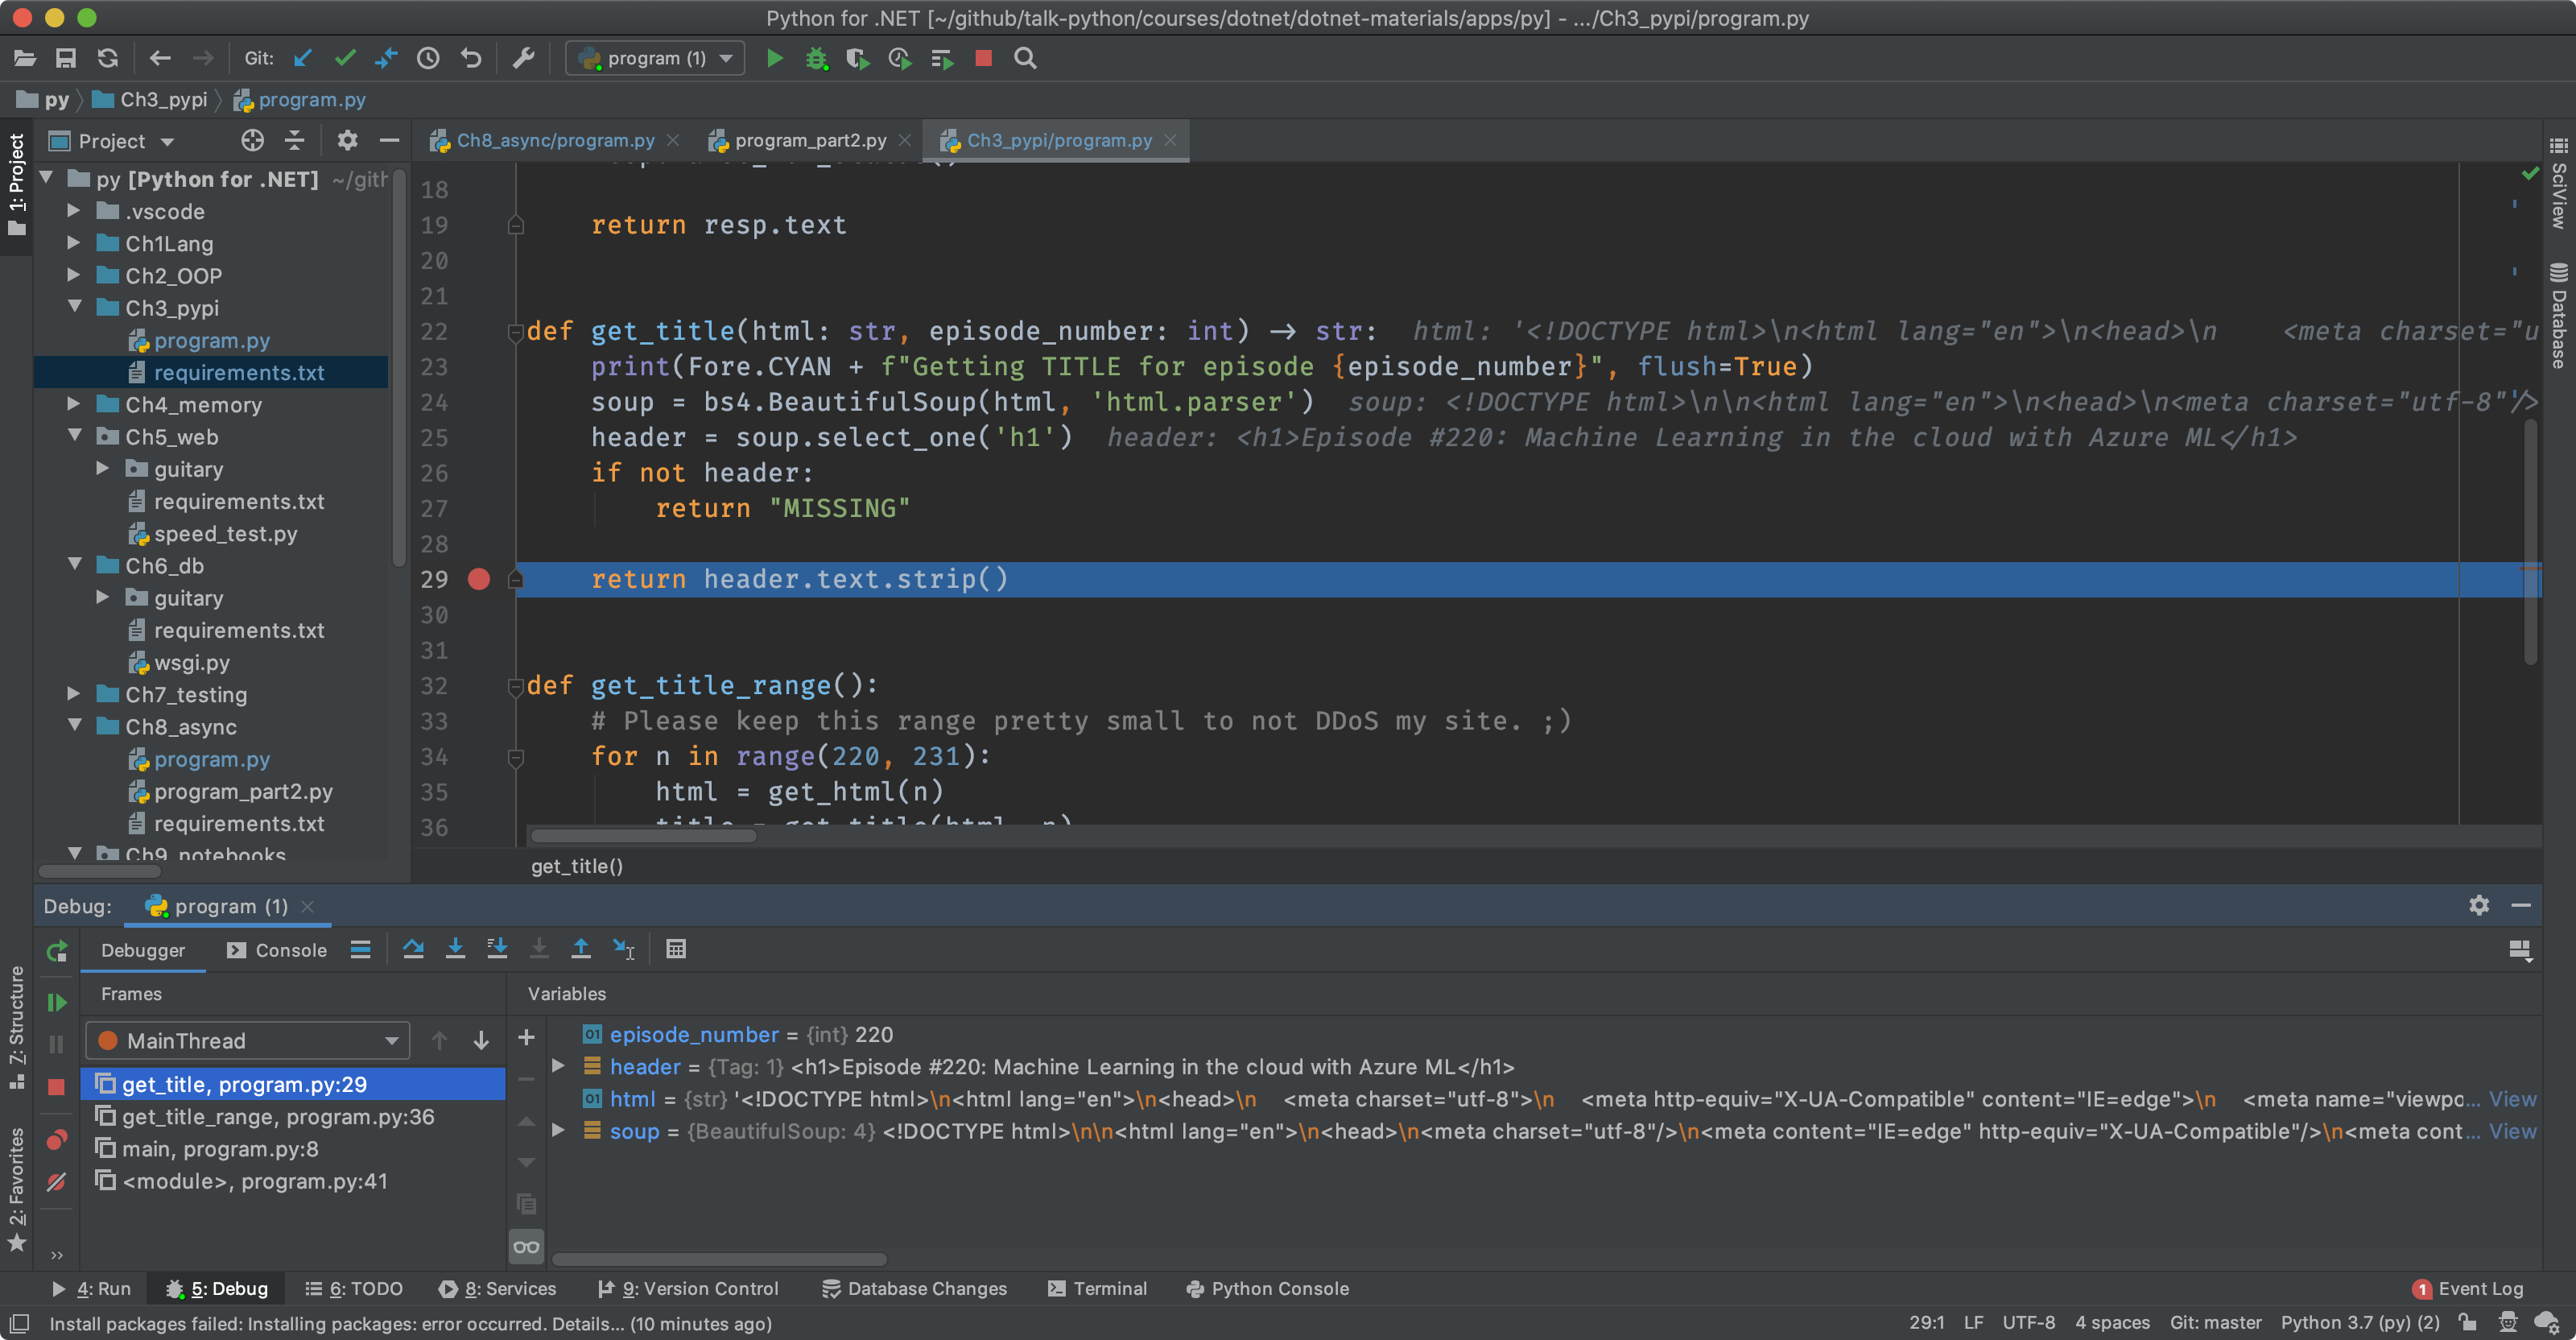 Python for .NET [~/github/talk-python/courses/dotnet/dotnet-materials/apps/py] - .../Ch3_pypi/program.py
Git: program (1)
py Ch3_pypi program.py
1: Project
Project
py [Python for .NET] ~/gith
.vscode
Ch1Lang
Ch2_OOP
Ch3_pypi
program.py
requirements.txt
Ch4_memory
Ch5_web
guitary
requirements.txt
speed_test.py
Ch6_db
guitary
requirements.txt
wsgi.py
Ch7_testing
Ch8_async
program.py
program_part2.py
requirements.txt
Ch9_notebooks
Ch8_async/program.py program_part2.py Ch3_pypi/program.py
18
19 return resp.text
20
21
22 def get_title(html: str, episode_number: int) → str: html: '<!DOCTYPE html>\n<html lang="en">\n<head>\n <meta charset="u
23 print(Fore.CYAN + f"Getting TITLE for episode {episode_number}", flush=True)
24 soup = bs4.BeautifulSoup(html, 'html.parser') soup: <!DOCTYPE html>\n\n<html lang="en">\n<head>\n<meta charset="utf-8"/>
25 header = soup.select_one('h1') header: <h1>Episode #220: Machine Learning in the cloud with Azure ML</h1>
26 if not header:
27 return "MISSING"
28
29 return header.text.strip()
30
31
32 def get_title_range():
33 # Please keep this range pretty small to not DDoS my site. ;)
34 for n in range(220, 231):
35 html = get_html(n)
36 title = get_title(html, n)
get_title()
SciView
Database
Debug: program (1)
Debugger Console
Frames
MainThread
get_title, program.py:29
get_title_range, program.py:36
main, program.py:8
<module>, program.py:41
Variables
episode_number = {int} 220
header = {Tag: 1} <h1>Episode #220: Machine Learning in the cloud with Azure ML</h1>
html = {str} '<!DOCTYPE html>\n<html lang="en">\n<head>\n <meta charset="utf-8">\n <meta http-equiv="X-UA-Compatible" content="IE=edge">\n <meta name="viewpc... View
soup = {BeautifulSoup: 4} <!DOCTYPE html>\n\n<html lang="en">\n<head>\n<meta charset="utf-8"/>\n<meta content="IE=edge" http-equiv="X-UA-Compatible"/>\n<meta cont... View
7: Structure
2: Favorites
4: Run 5: Debug 6: TODO 8: Services 9: Version Control Database Changes Terminal Python Console 1 Event Log
Install packages failed: Installing packages: error occurred. Details... (10 minutes ago) 29:1 LF UTF-8 4 spaces Git: master Python 3.7 (py) (2)